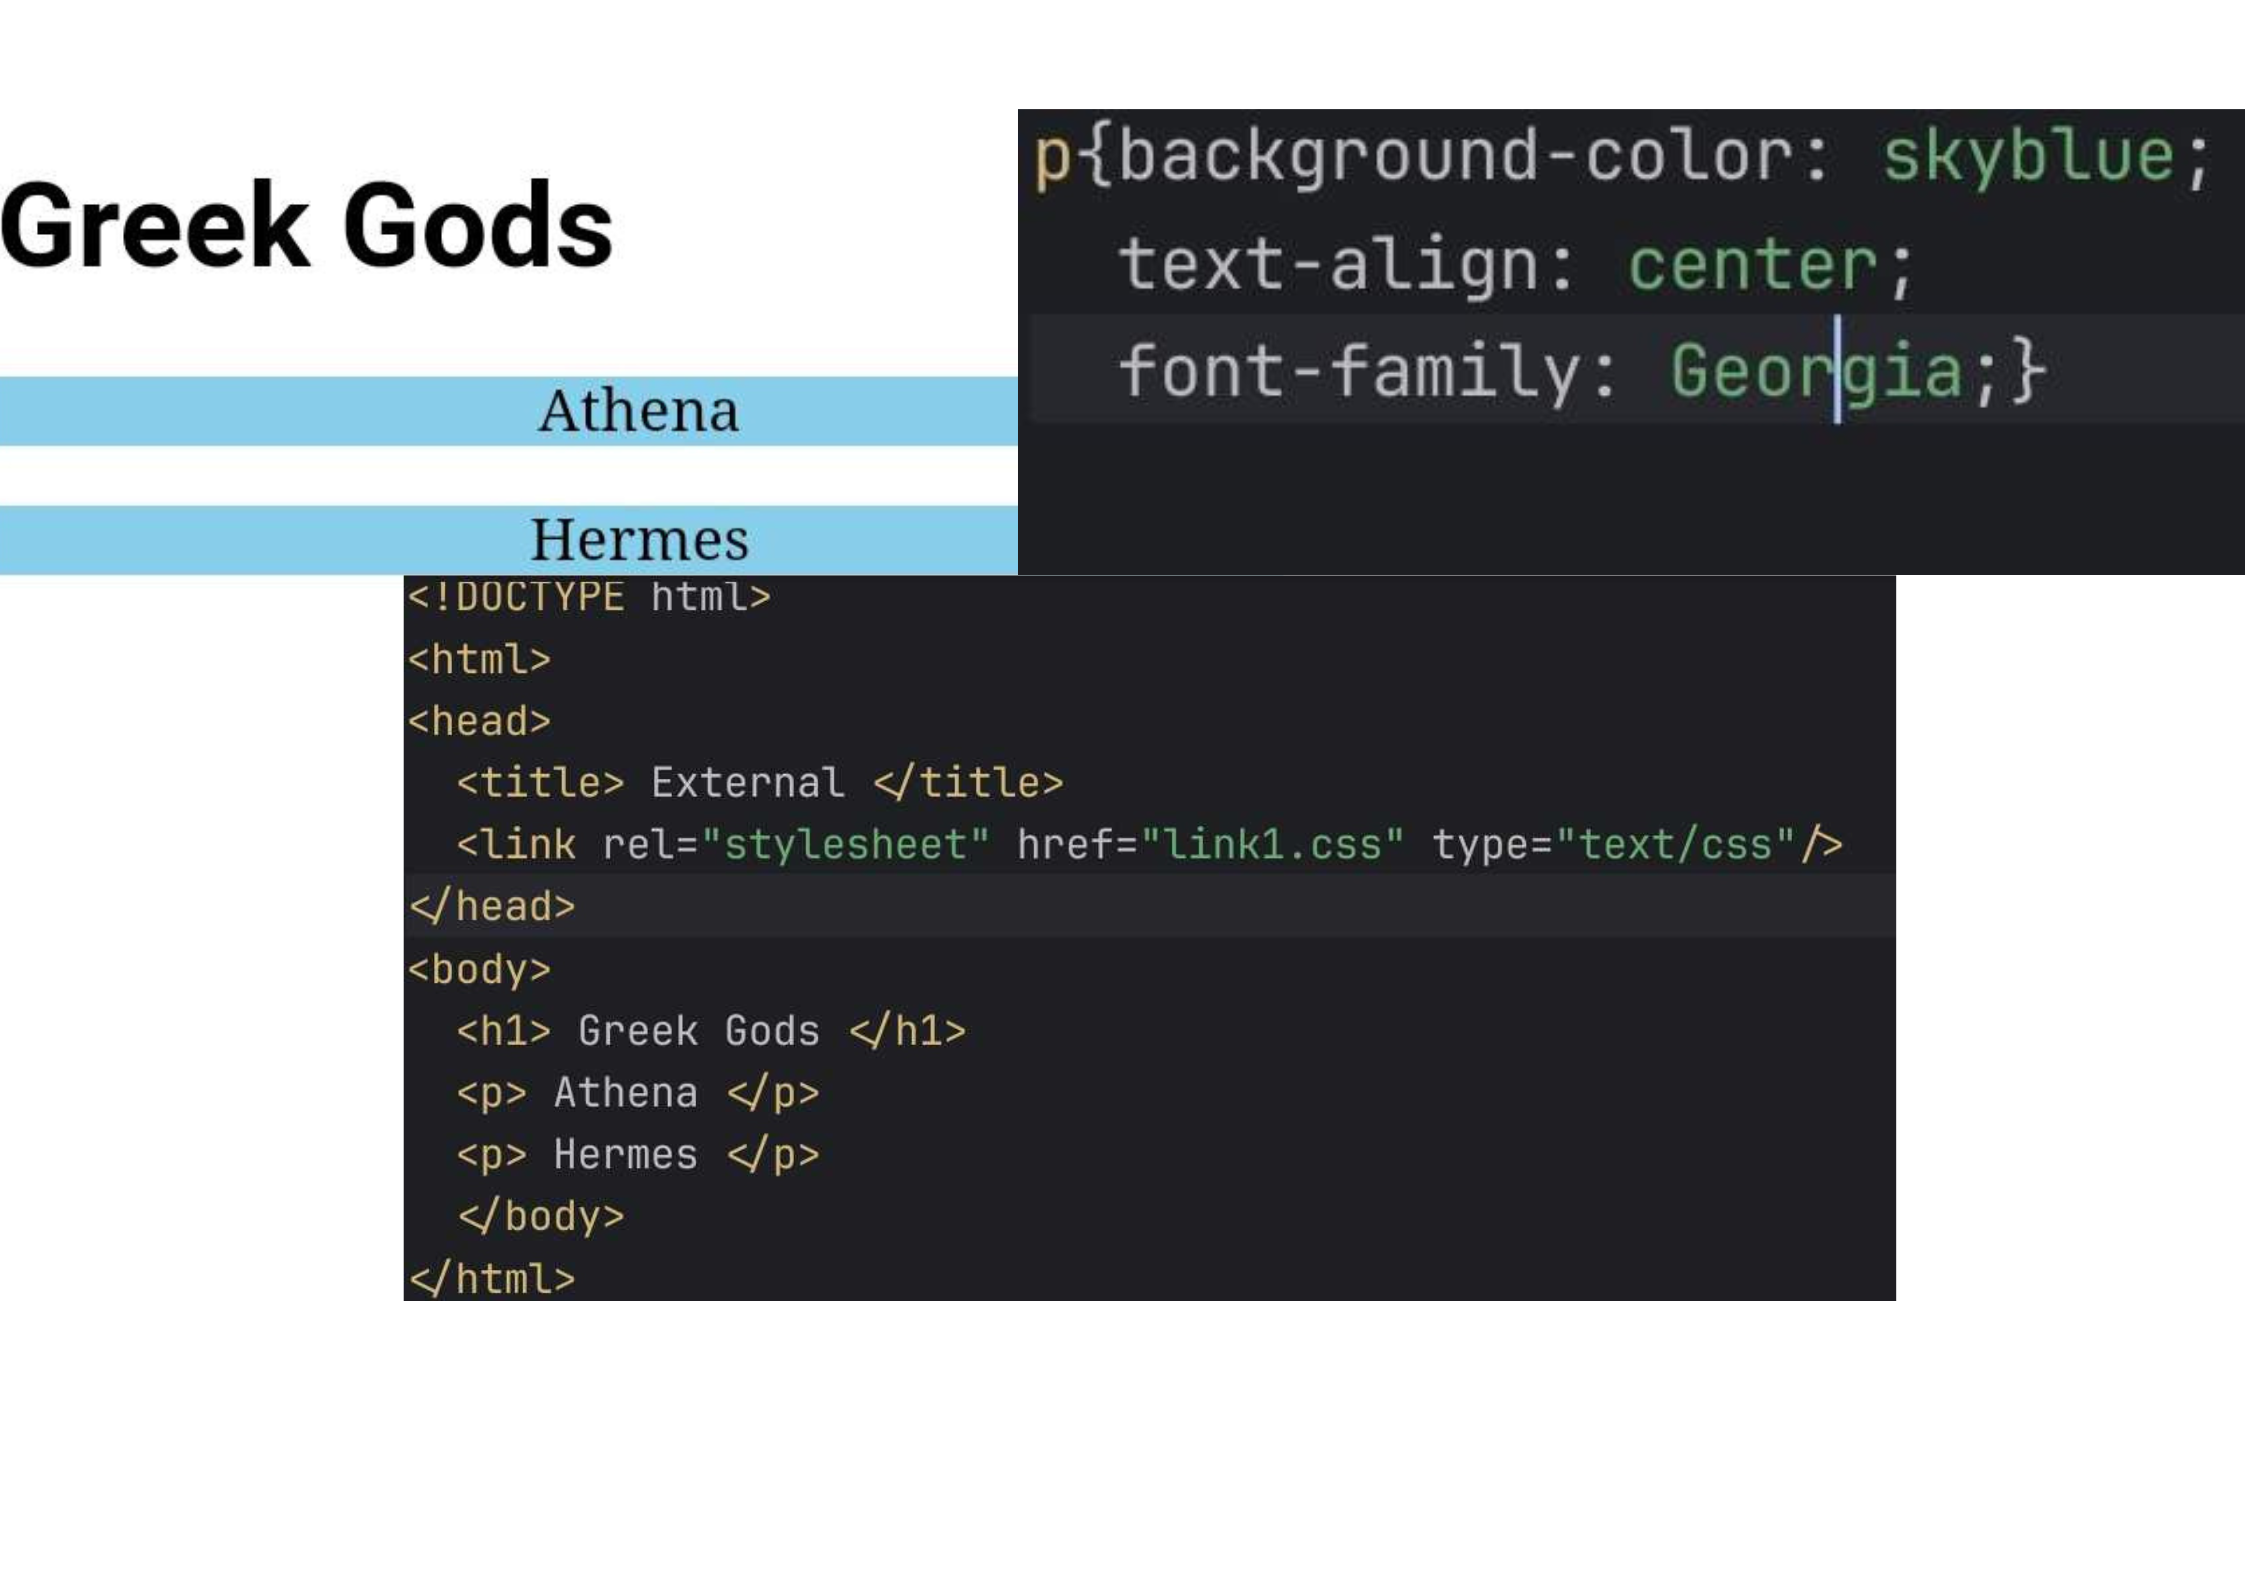 Greek Gods
Athena
Hermes
p{background-color: skyblue;
text-align: center;
font-family: Georgia;}
<!DOCTYPE html>
<html>
<head>
<title> External </title>
<link rel="stylesheet" href="link1.css" type="text/css"/>
</head>
<body>
<h1> Greek Gods </h1>
<p> Athena </p>
<p> Hermes </p>
</body>
</html>